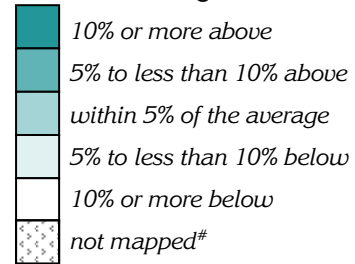 10% or more above
5% to less than 10% above
within 5% of the average
5% to less than 10% below
10% or more below
not mapped#